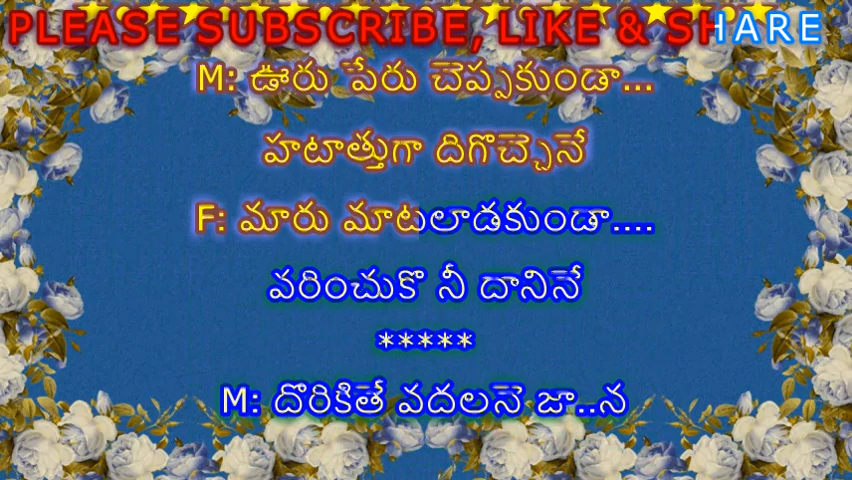 PLEASE SUBSCRIBE, LIKE & SHARE
M: ఊరు పేరు చెప్పకుండా...
హటాత్తుగా దిగొచ్చెనే
F: మారు మాటలాడకుండా....
వరించుకొ నీ దానినే
*****
M: దొరికితే వదలనె జా..న